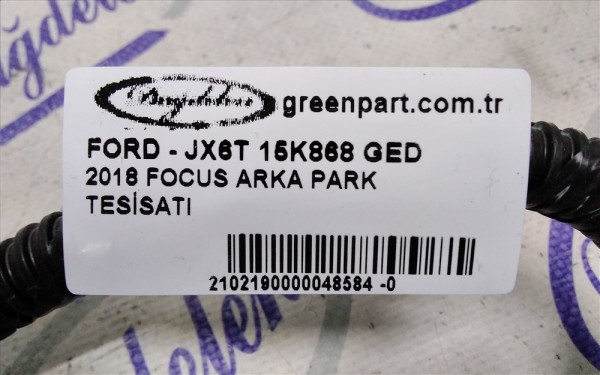 greenpart.com.tr
FORD - JX6T 15K868 GED
2018 FOCUS ARKA PARK
TESİSATI
2102190000048584 -0